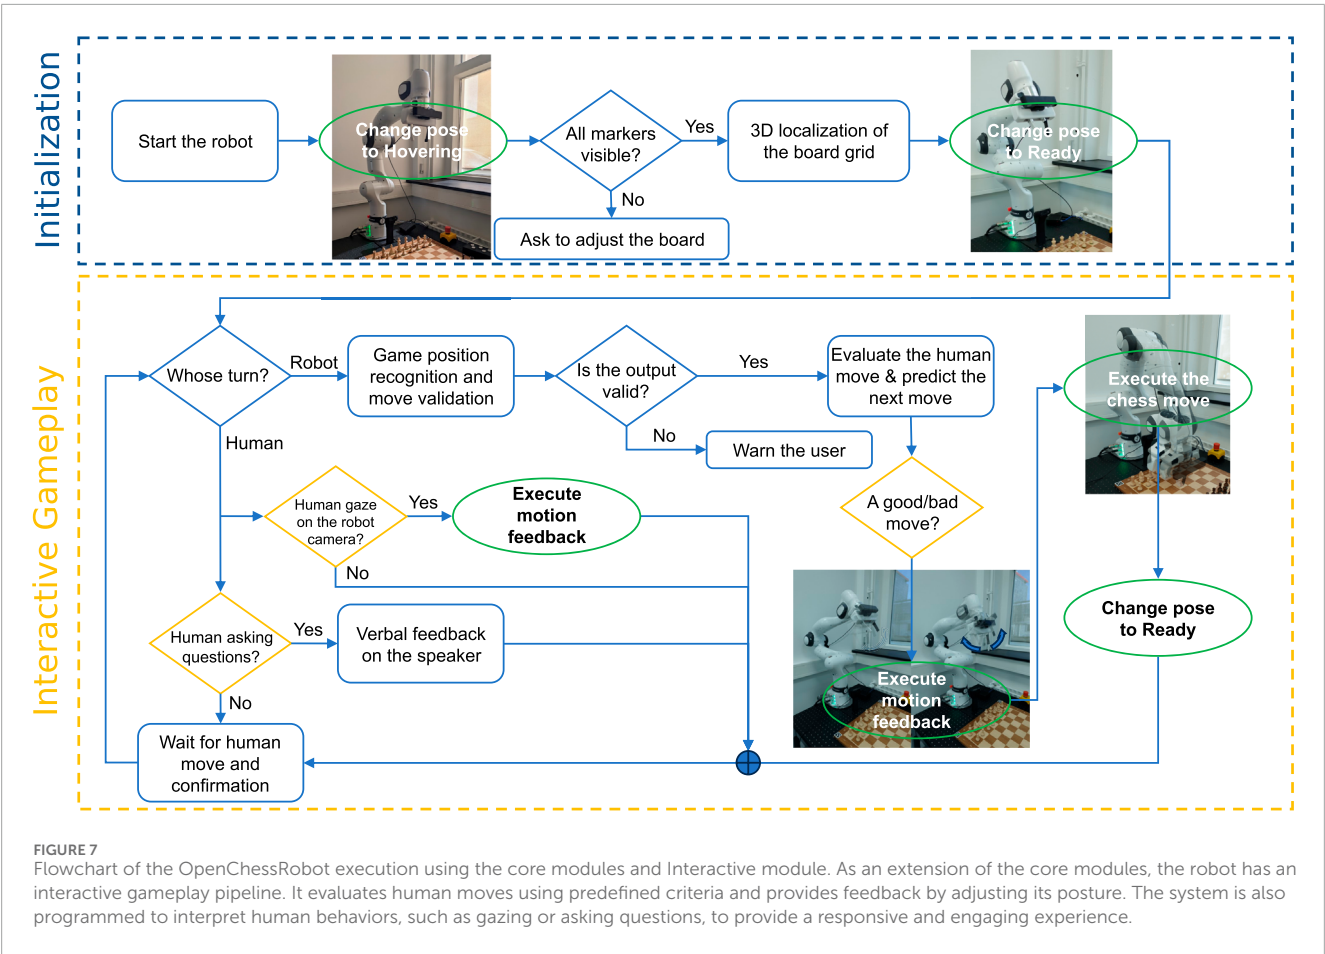 Initialization
Start the robot
Change pose
to Hovering
All markers
visible?
Yes
No
Ask to adjust the board
3D localization of
the board grid
Change pose
to Ready
Interactive Gameplay
Whose turn?
Robot
Human
Game position
recognition and
move validation
Is the output
valid?
Yes
No
Warn the user
Evaluate the human
move & predict the
next move
A good/bad
move?
Execute
motion
feedback
Execute the
chess move
Change pose
to Ready
Human gaze
on the robot
camera?
Yes
No
Execute
motion
feedback
Human asking
questions?
Yes
No
Verbal feedback
on the speaker
Wait for human
move and
confirmation
FIGURE 7
Flowchart of the OpenChessRobot execution using the core modules and Interactive module. As an extension of the core modules, the robot has an
interactive gameplay pipeline. It evaluates human moves using predefined criteria and provides feedback by adjusting its posture. The system is also
programmed to interpret human behaviors, such as gazing or asking questions, to provide a responsive and engaging experience.